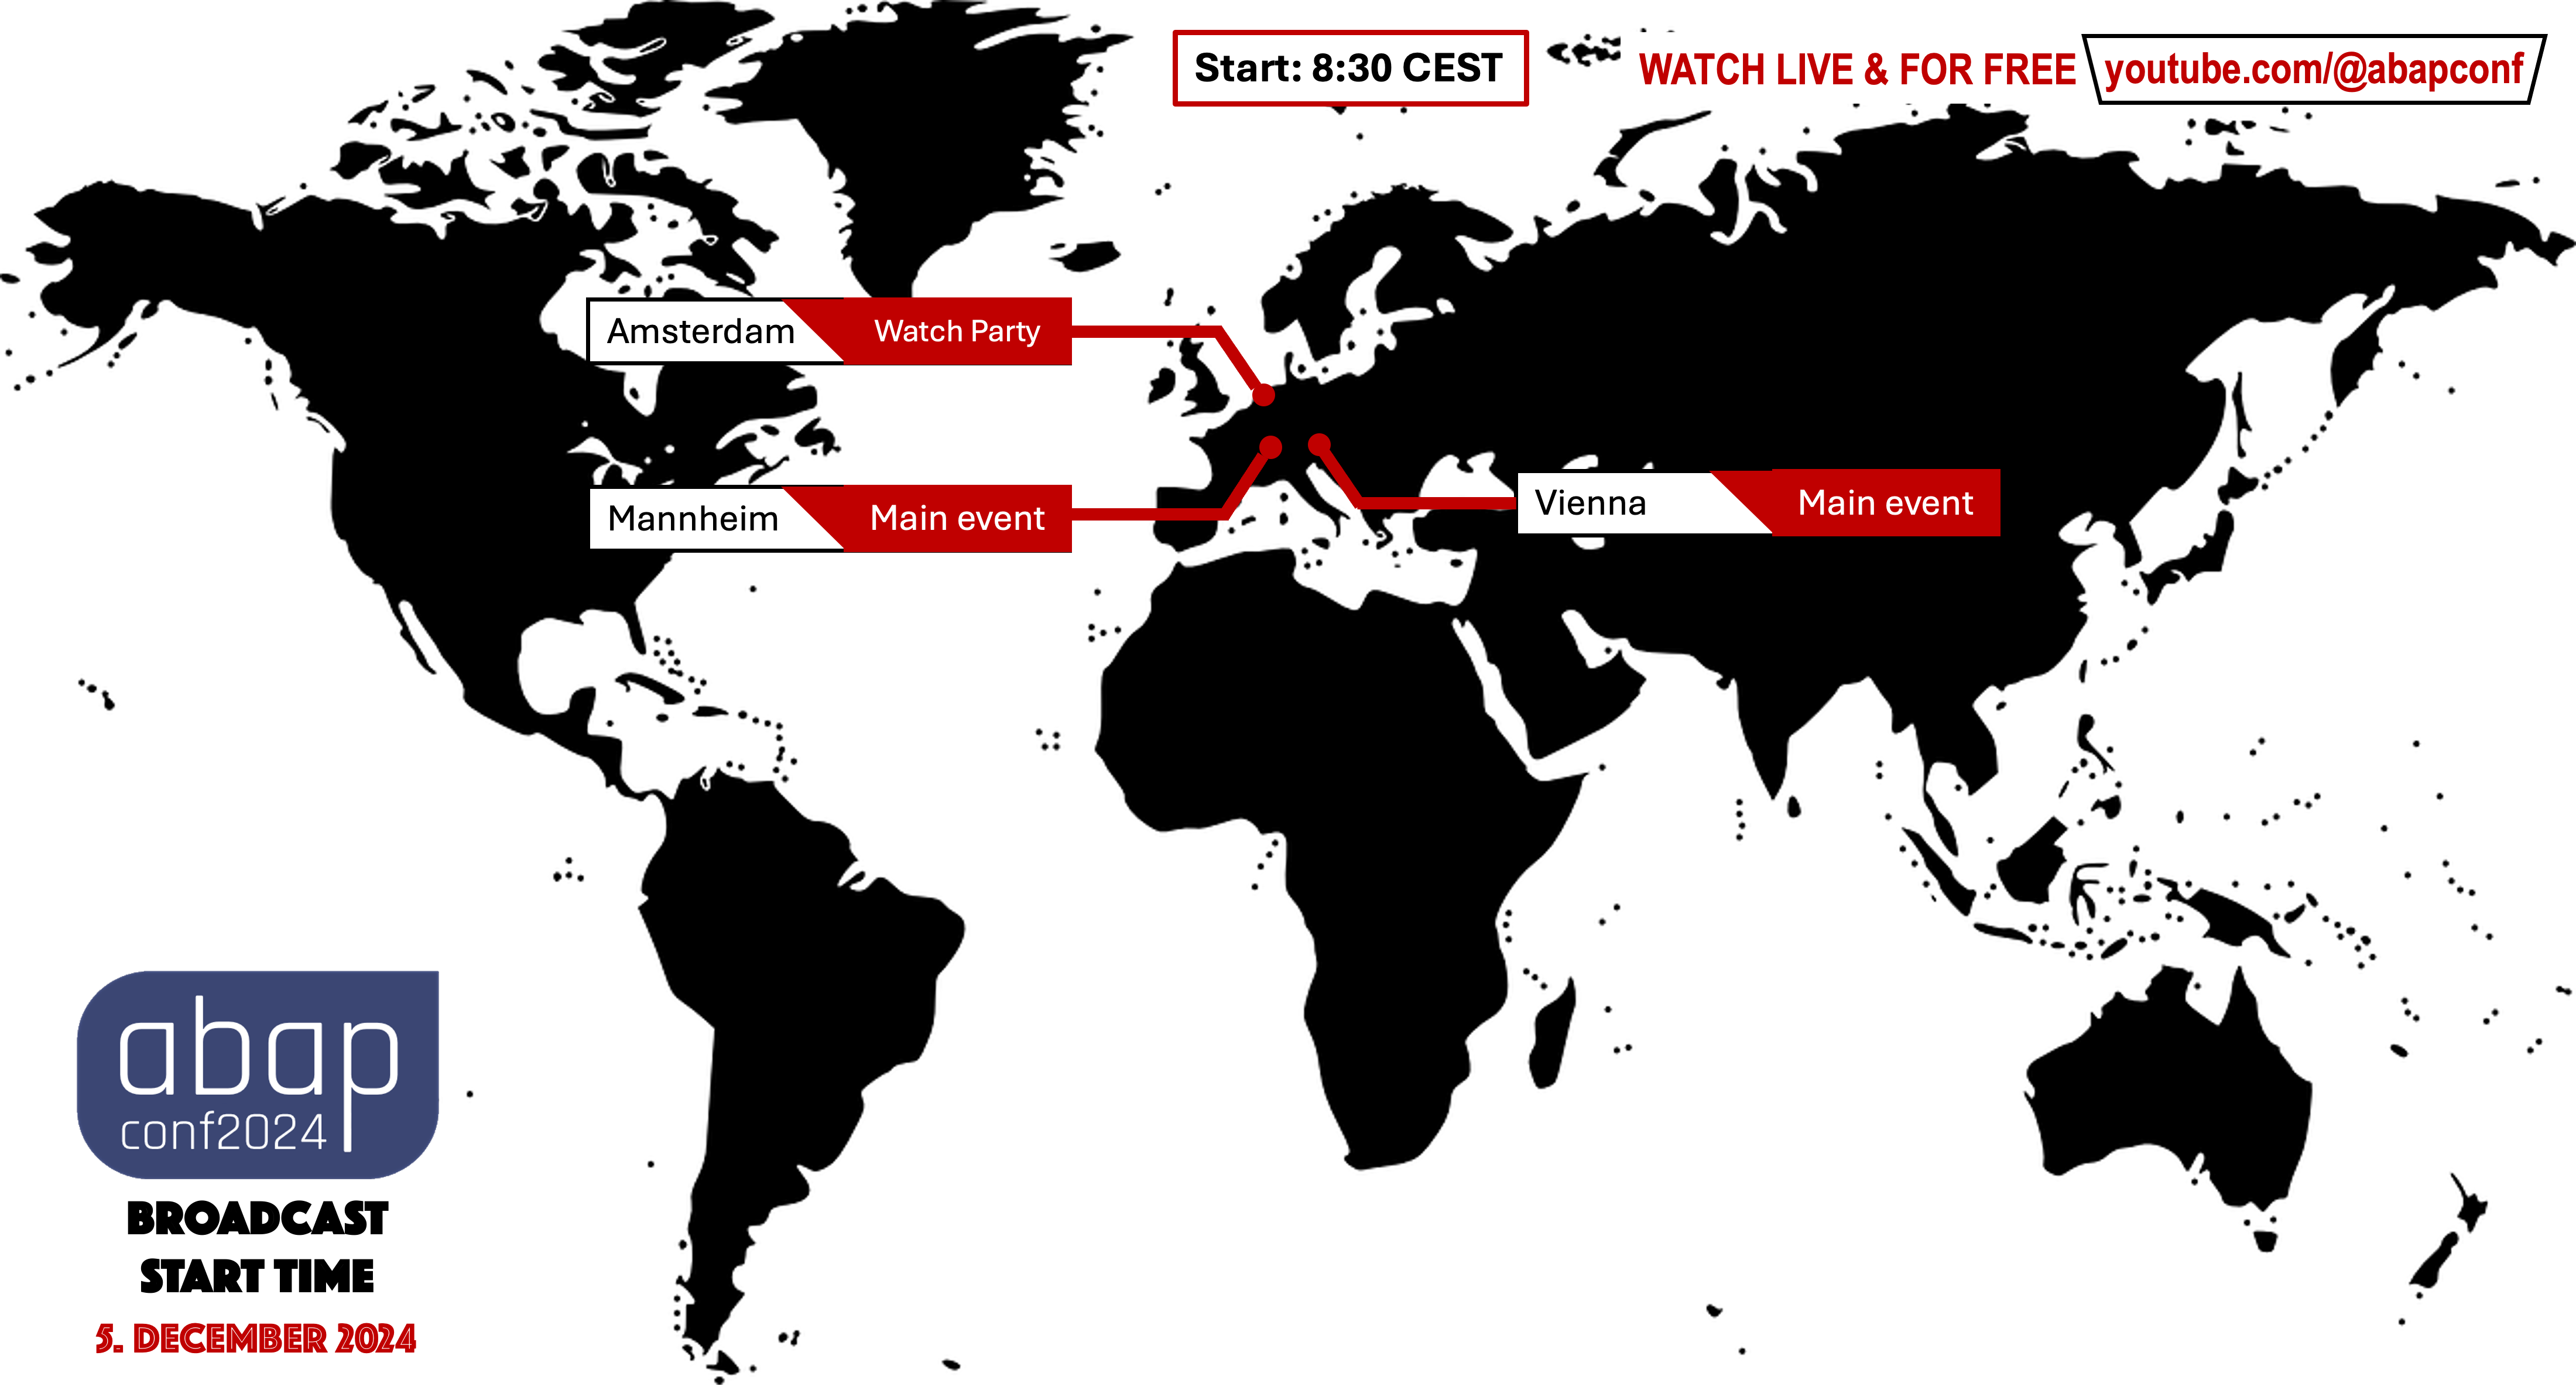 Start: 8:30 CEST
WATCH LIVE & FOR FREE
youtube.com/@abapconf
Amsterdam
Watch Party
Mannheim
Main event
Vienna
Main event
abap
conf2024
BROADCAST
START TIME
5. DECEMBER 2024